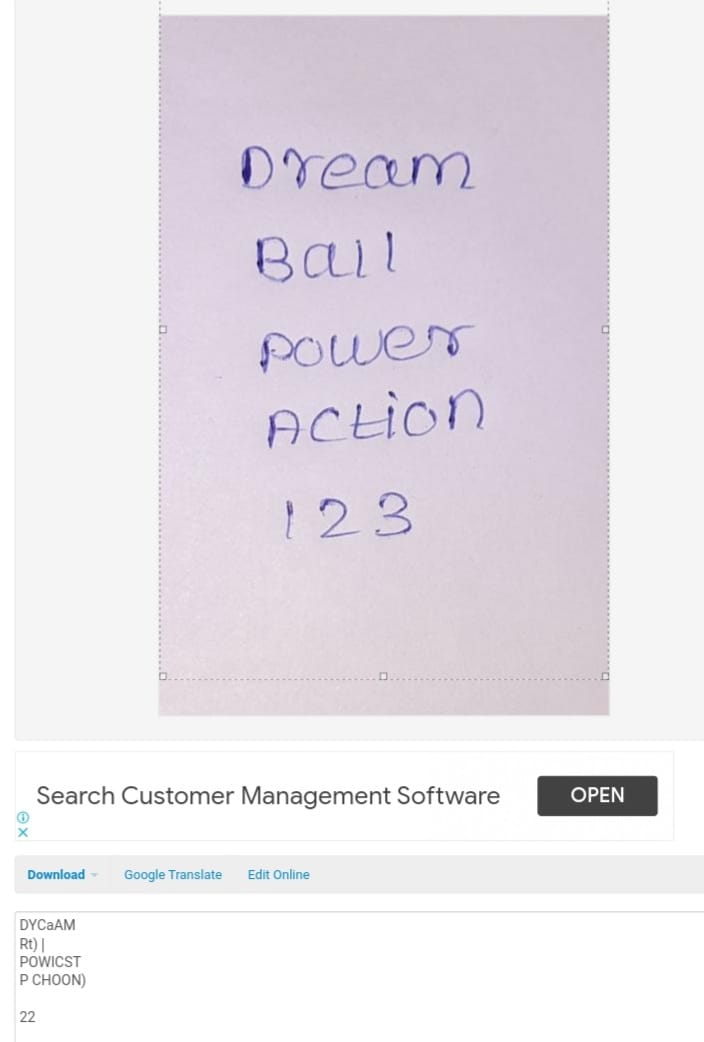 Dream
Ball
power
Action
123
Search Customer Management Software
OPEN
Download
Google Translate
Edit Online
DYCaAM
Rt) |
POWICST
P CHOON)
22